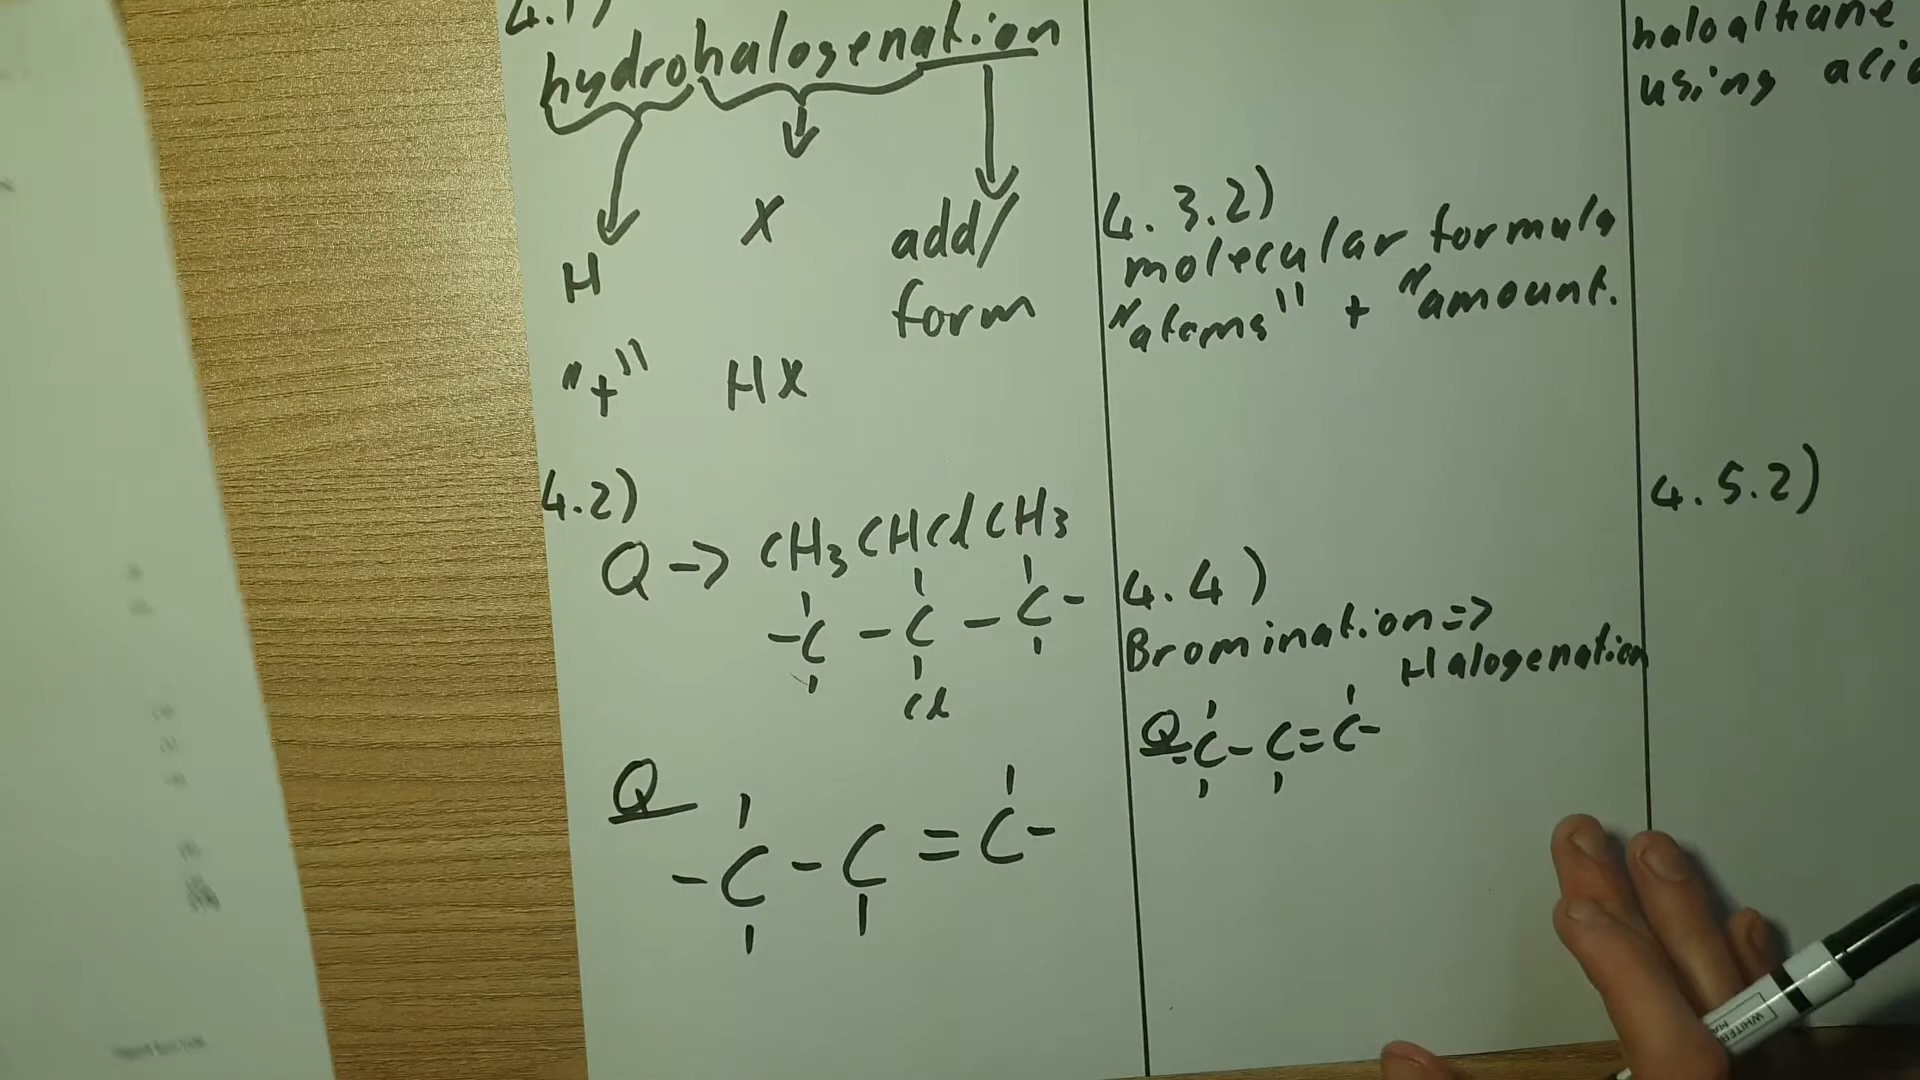 4.1)
hydrohalogenation
H X add/
form
"+" HX
4.2)
Q -> CH3CHClCH3
-C-C-C-
Cl
Q
-C-C=C-
4.3.2)
molecular formula
"atoms" + "amount.
4.4)
Bromination=>
Halogenation
Q
-C-C=C-
haloalkane
using acid
4.5.2)